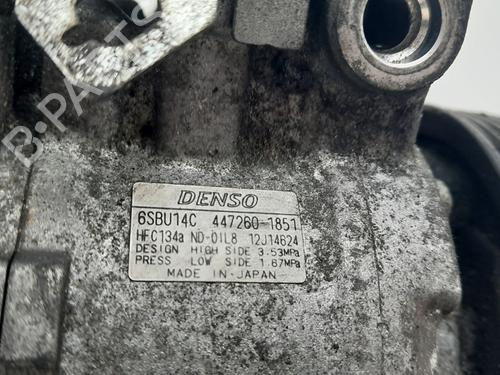 DENSO
6SBU14C 447260-1851
HFC134a ND-OIL8 12J14624
DESIGN HIGH SIDE 3.53MPa
PRESS LOW SIDE 1.67MPa
MADE IN JAPAN
B-PARTS